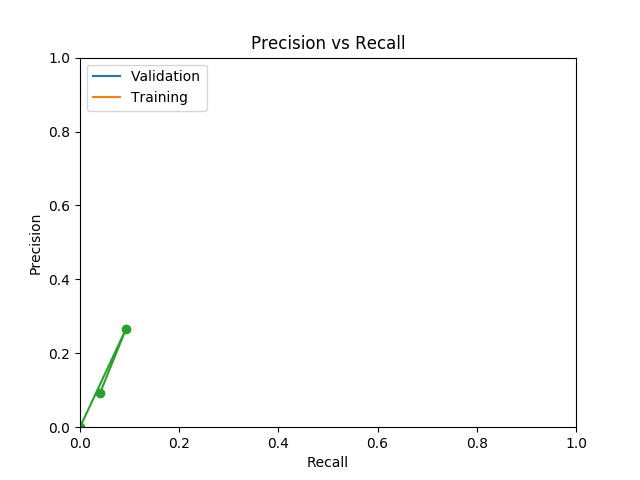 Precision vs Recall
1.0
0.8
0.6
0.4
0.2
0.0
Precision
Validation
Training
0.0 0.2 0.4 0.6 0.8 1.0
Recall